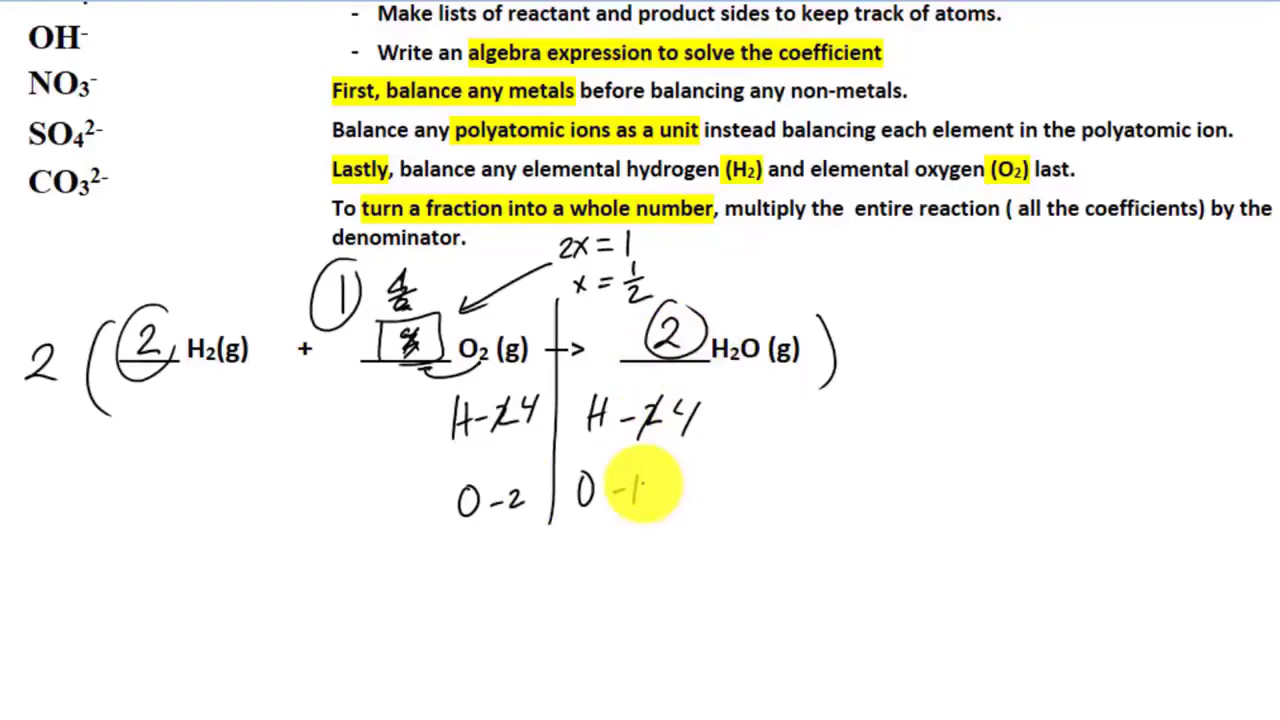 - Make lists of reactant and product sides to keep track of atoms.
OH-
- Write an algebra expression to solve the coefficient
NO₃⁻
First, balance any metals before balancing any non-metals.
SO₄²⁻
Balance any polyatomic ions as a unit instead balancing each element in the polyatomic ion.
CO₃²⁻
Lastly, balance any elemental hydrogen (H₂) and elemental oxygen (O₂) last.
To turn a fraction into a whole number, multiply the entire reaction ( all the coefficients) by the
denominator.
2x = 1
x = 1/2
1
2 ( 2 H₂(g) + O₂ (g) -> 2 H₂O (g) )
H - 2 4 H - 2 4
O - 2 O - 1